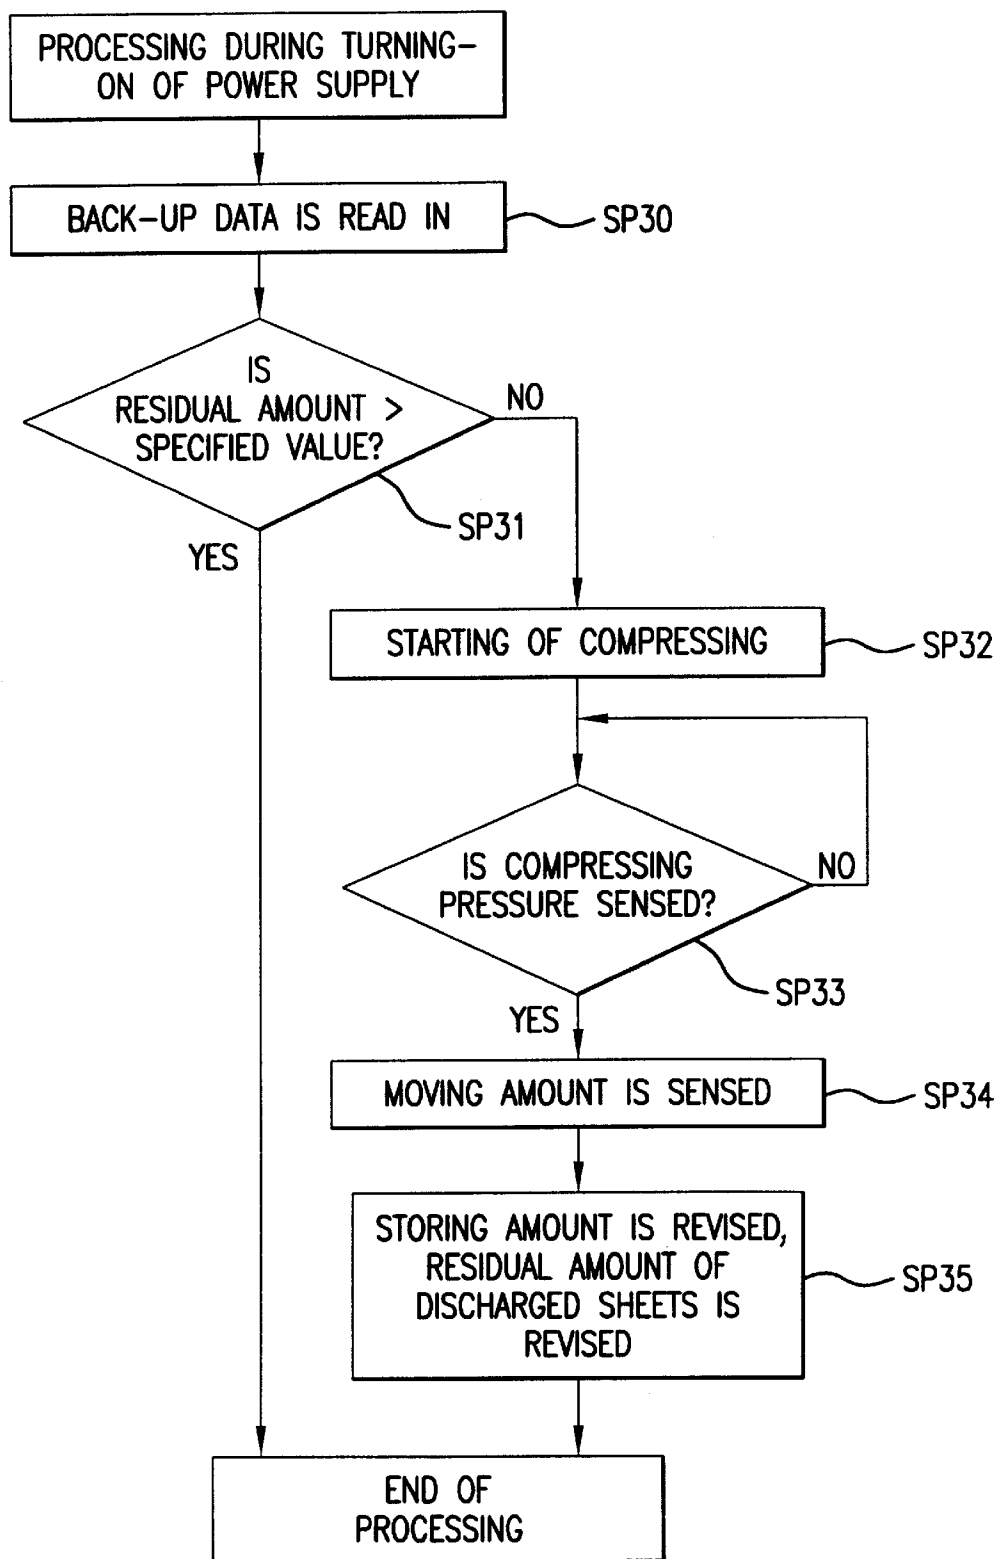 PROCESSING DURING TURNING-
ON OF POWER SUPPLY
BACK-UP DATA IS READ IN
SP30
IS
RESIDUAL AMOUNT >
SPECIFIED VALUE?
NO
SP31
YES
STARTING OF COMPRESSING
SP32
IS COMPRESSING
PRESSURE SENSED?
NO
SP33
YES
MOVING AMOUNT IS SENSED
SP34
STORING AMOUNT IS REVISED,
RESIDUAL AMOUNT OF
DISCHARGED SHEETS IS
REVISED
SP35
END OF
PROCESSING